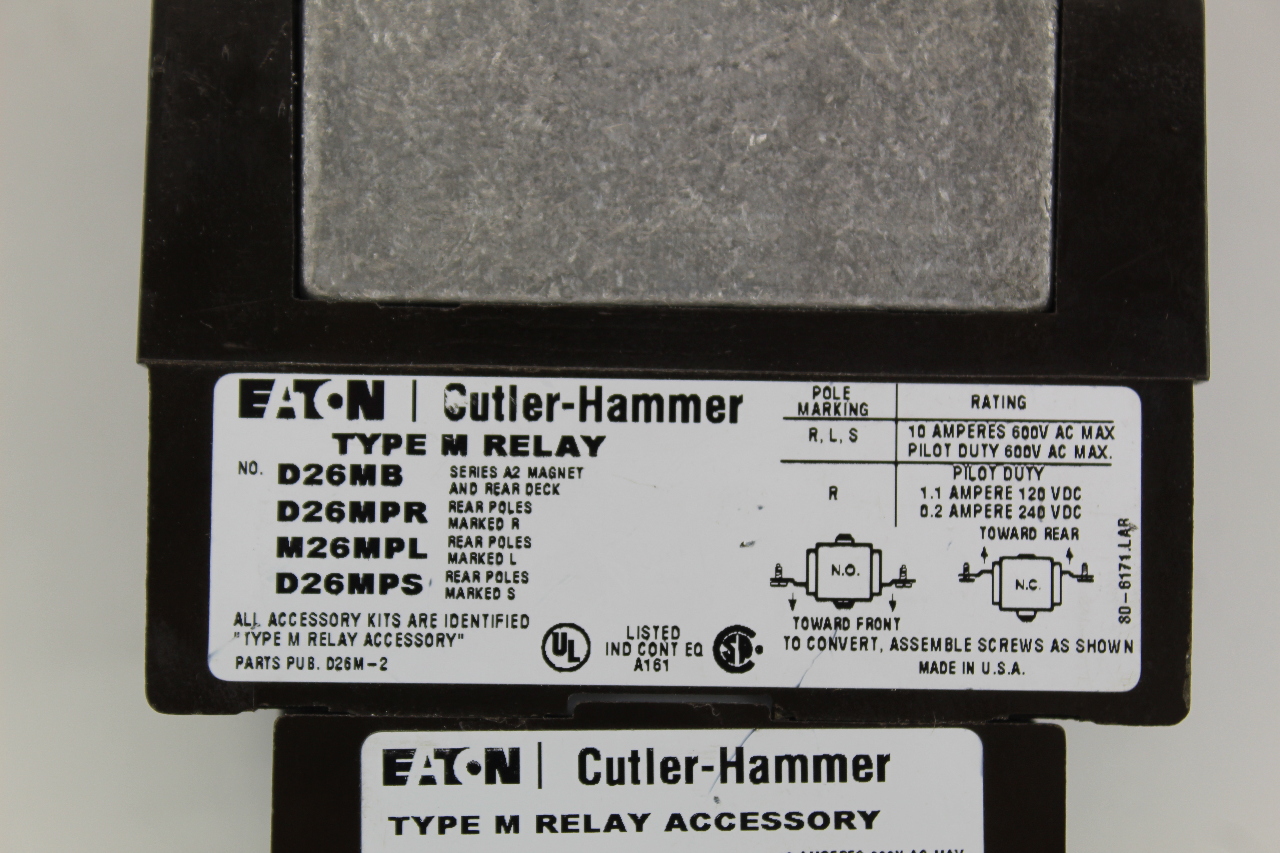 EATON | Cutler-Hammer
TYPE M RELAY
NO. D26MB SERIES A2 MAGNET
AND REAR DECK
D26MPR REAR POLES
MARKED R
M26MPL REAR POLES
MARKED L
D26MPS REAR POLES
MARKED S
ALL ACCESSORY KITS ARE IDENTIFIED
"TYPE M RELAY ACCESSORY"
PARTS PUB. D26M-2
UL
LISTED
IND CONT EQ
A161
POLE
MARKING
RATING
R, L, S
10 AMPERES 600V AC MAX
PILOT DUTY 600V AC MAX.
R
PILOT DUTY
1.1 AMPERE 120 VDC
0.2 AMPERE 240 VDC
N.O.
TOWARD FRONT
TOWARD REAR
N.C.
TO CONVERT, ASSEMBLE SCREWS AS SHOWN
MADE IN U.S.A.
80-6171.LAR
EATON | Cutler-Hammer
TYPE M RELAY ACCESSORY